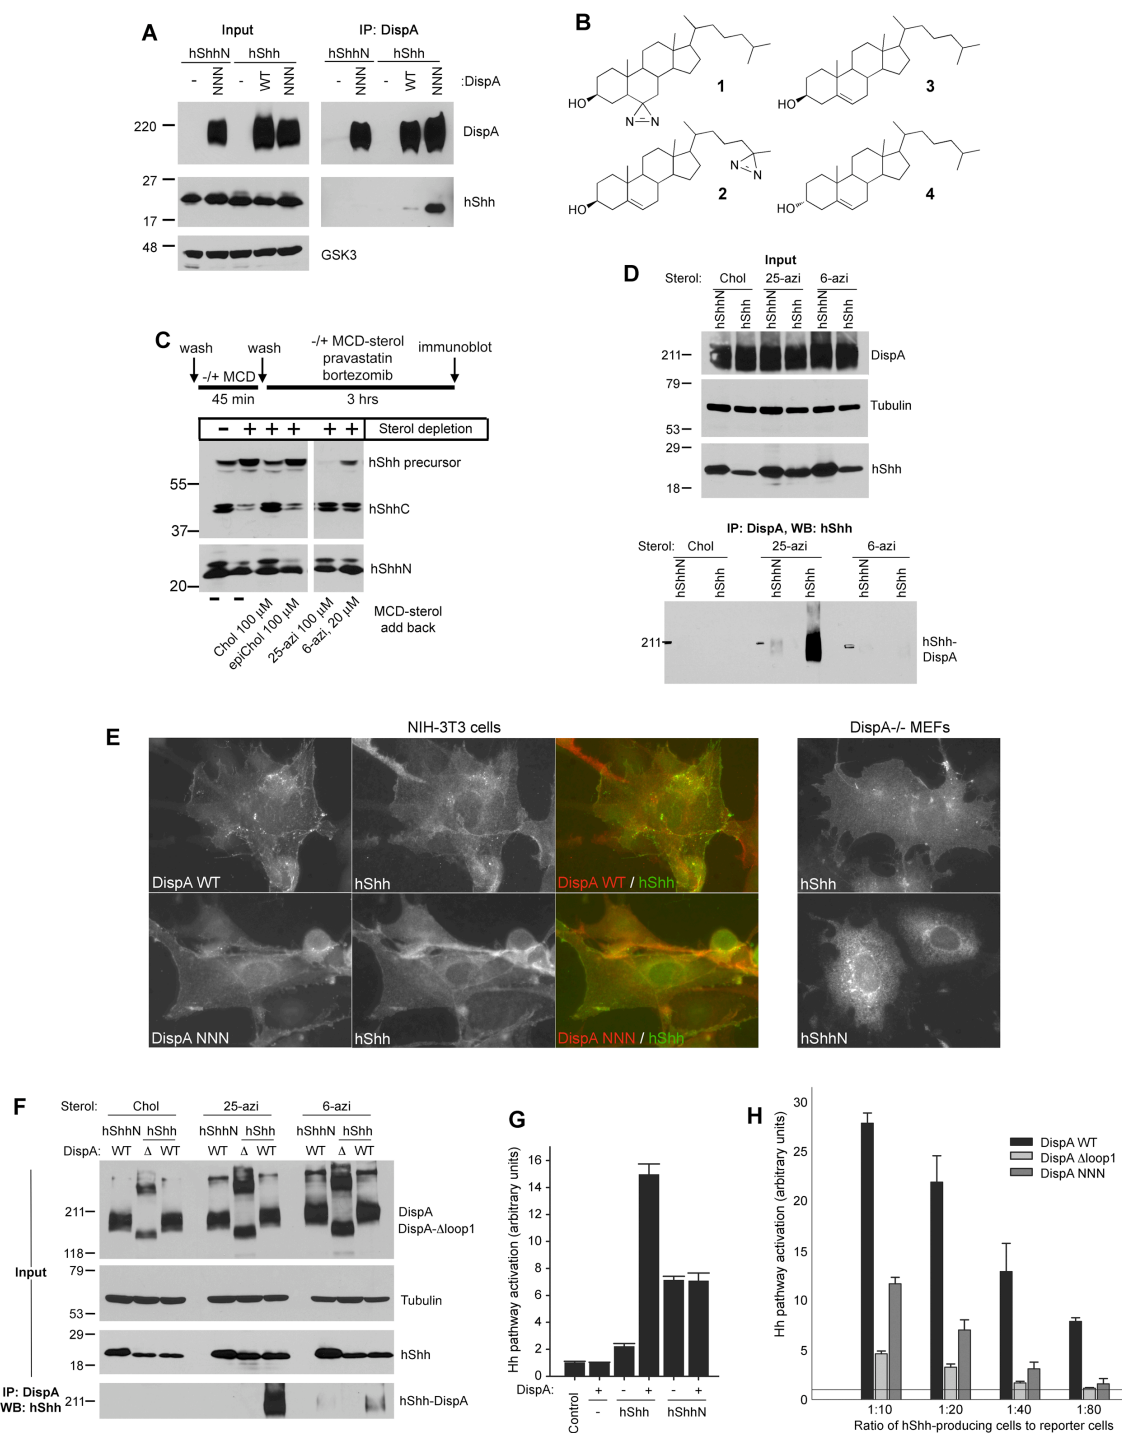 A
Input
IP: DispA
hShhN hShh hShhN hShh
- NNN - WT NNN - NNN - WT NNN :DispA
220
DispA
27
hShh
17
48
GSK3
B
HO
N N
1
HO
3
N N
HO
2
HO
4
C
wash wash
-/+ MCD
45 min
-/+ MCD-sterol
pravastatin
bortezomib
3 hrs
immunoblot
- + + + + + Sterol depletion
hShh precursor
55
hShhC
37
hShhN
20
- - Chol 100 µM epiChol 100 µM 25-azi 100 µM 6-azi, 20 µM
MCD-sterol
add back
D
Input
Sterol: Chol 25-azi 6-azi
hShhN hShh hShhN hShh hShhN hShh
211
DispA
79
Tubulin
53
29
hShh
18
IP: DispA, WB: hShh
Sterol: Chol 25-azi 6-azi
hShhN hShh hShhN hShh hShhN hShh
211
hShh-
DispA
E
NIH-3T3 cells
DispA-/- MEFs
DispA WT
hShh
DispA WT / hShh
hShh
DispA NNN
hShh
DispA NNN / hShh
hShhN
F
Sterol: Chol 25-azi 6-azi
hShhN hShh hShhN hShh hShhN hShh
DispA: WT Δ WT WT Δ WT WT Δ WT
211
DispA
DispA-Δloop1
118
Input
79
Tubulin
53
29
hShh
18
IP: DispA
WB: hShh
211
hShh-DispA
G
Hh pathway activation (arbitrary units)
16
14
12
10
8
6
4
2
0
DispA: + - + - +
Control - hShh hShhN
H
Hh pathway activation (arbitrary units)
30
25
20
15
10
5
0
DispA WT
DispA Δloop1
DispA NNN
1:10 1:20 1:40 1:80
Ratio of hShh-producing cells to reporter cells